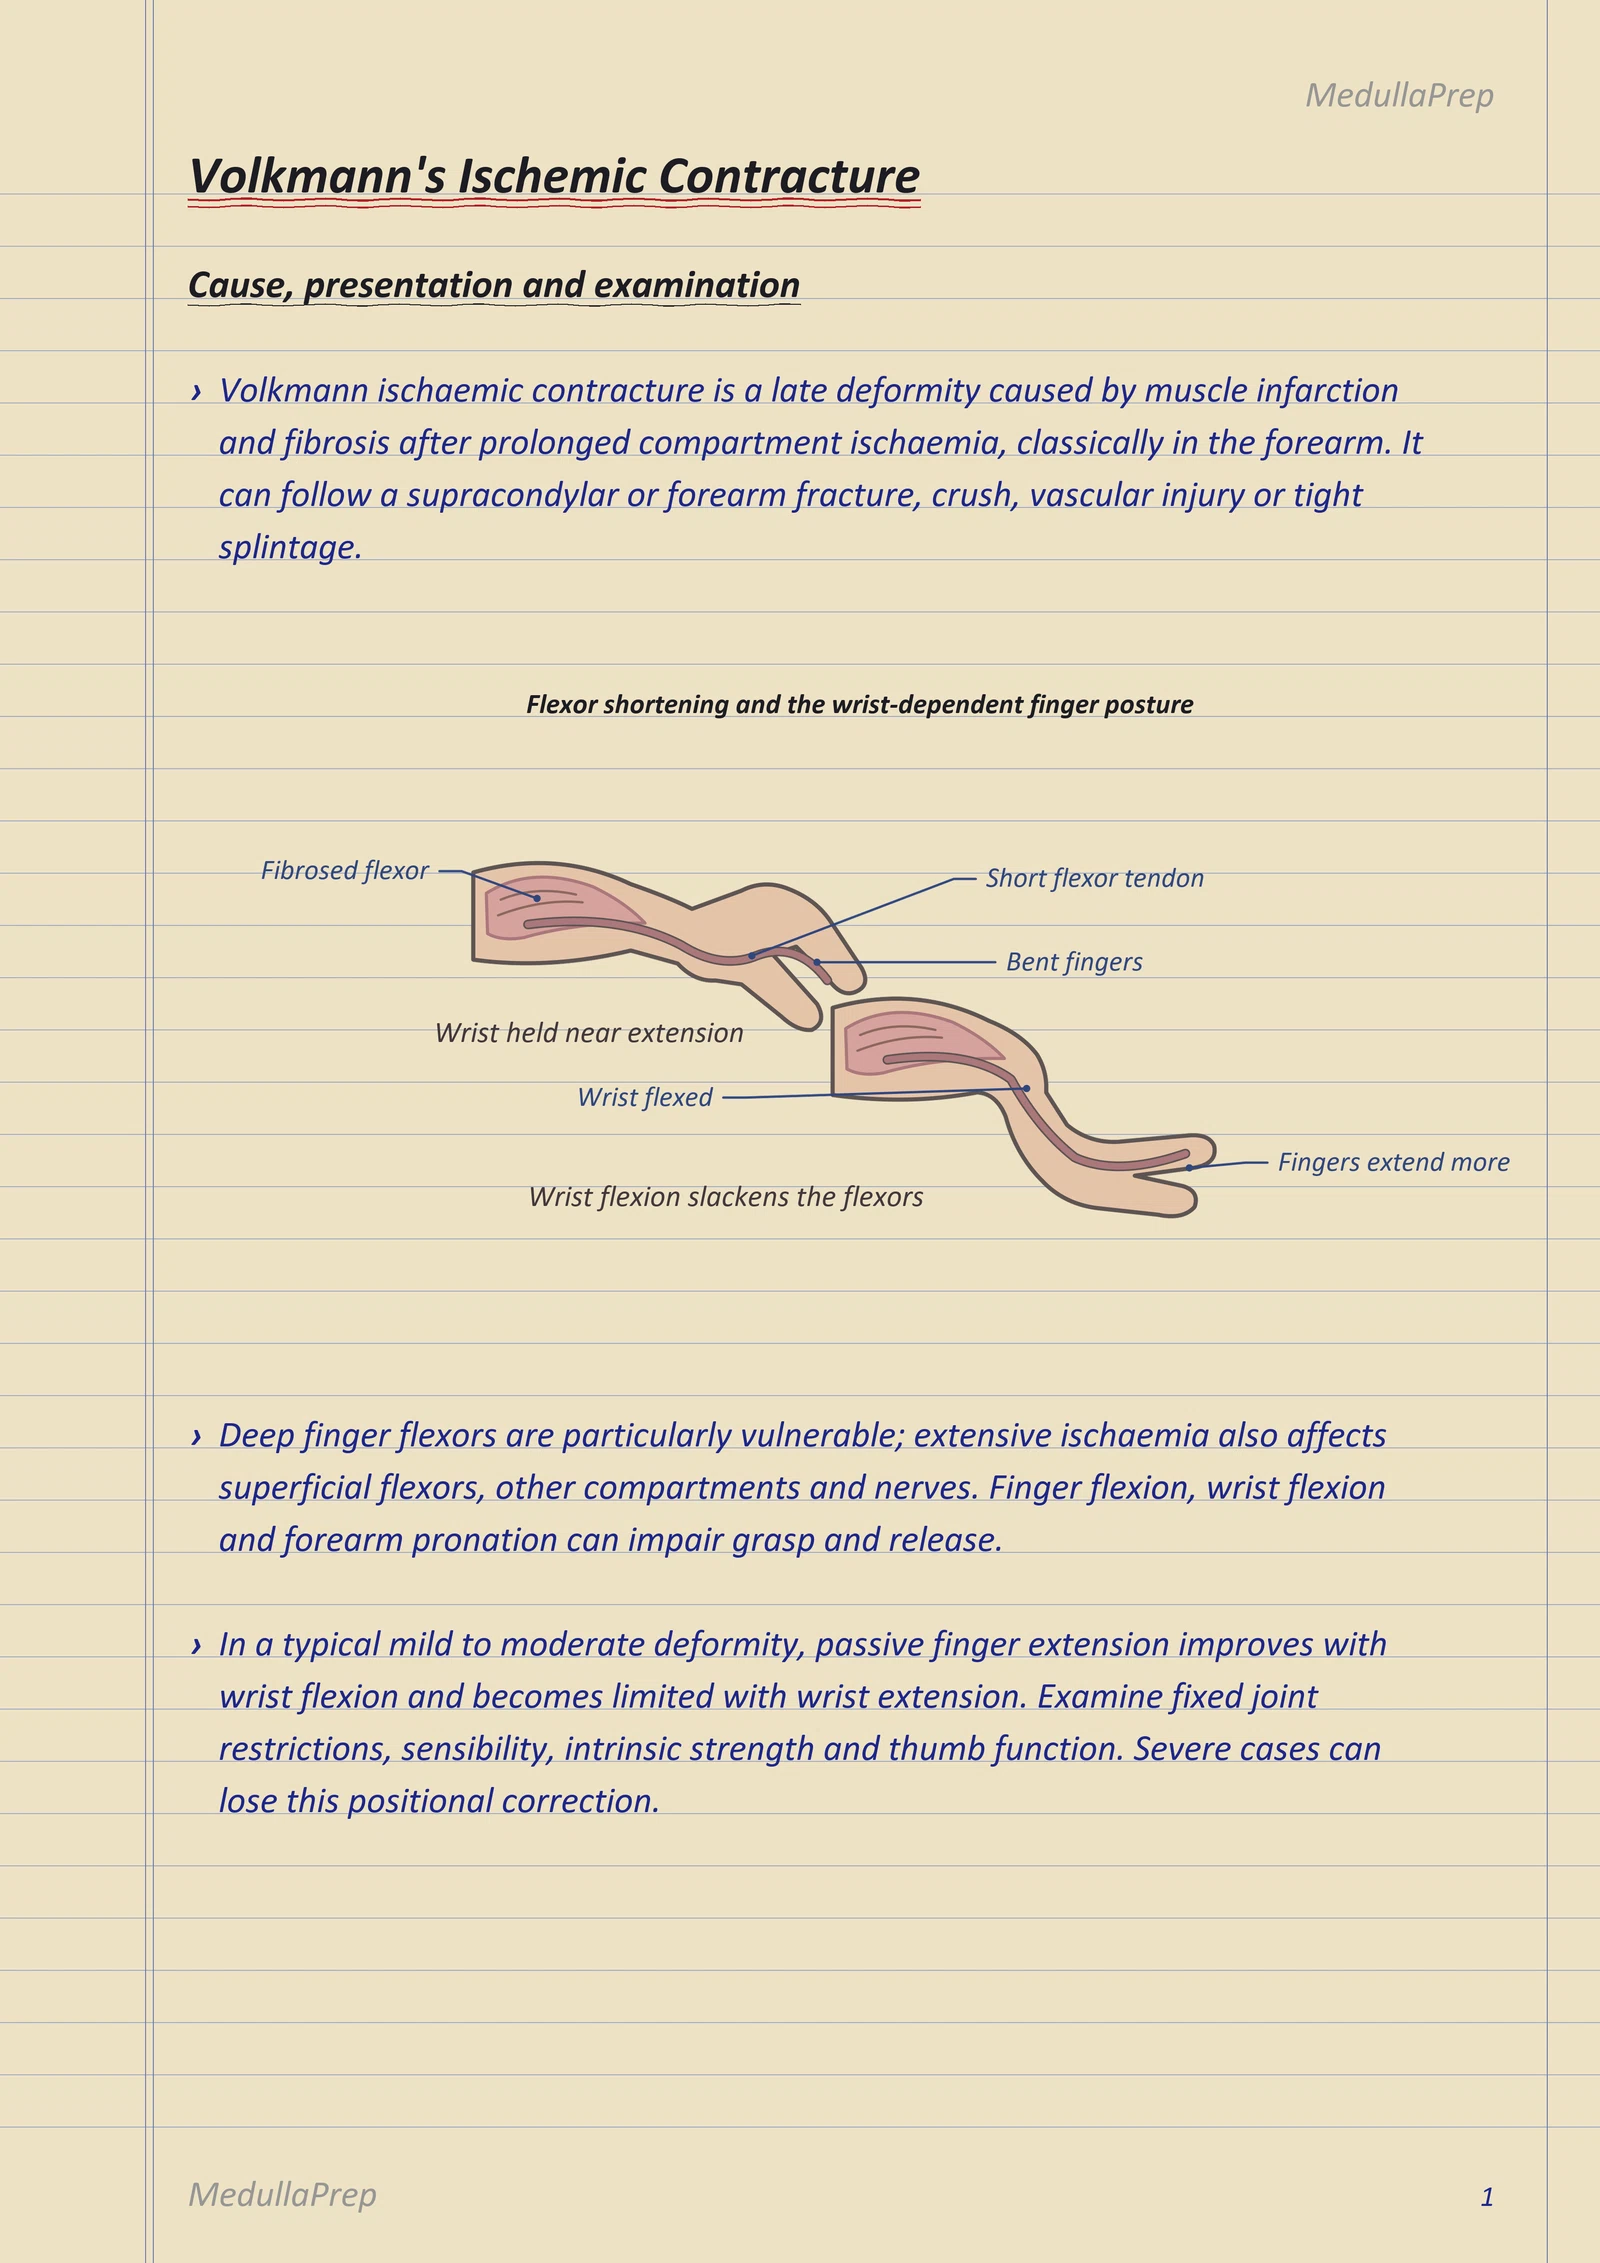 MedullaPrep
Volkmann's Ischemic Contracture
Cause, presentation and examination
› Volkmann ischaemic contracture is a late deformity caused by muscle infarction
and fibrosis after prolonged compartment ischaemia, classically in the forearm. It
can follow a supracondylar or forearm fracture, crush, vascular injury or tight
splintage.
Flexor shortening and the wrist-dependent finger posture
Fibrosed flexor
Short flexor tendon
Bent fingers
Wrist held near extension
Wrist flexed
Fingers extend more
Wrist flexion slackens the flexors
› Deep finger flexors are particularly vulnerable; extensive ischaemia also affects
superficial flexors, other compartments and nerves. Finger flexion, wrist flexion
and forearm pronation can impair grasp and release.
› In a typical mild to moderate deformity, passive finger extension improves with
wrist flexion and becomes limited with wrist extension. Examine fixed joint
restrictions, sensibility, intrinsic strength and thumb function. Severe cases can
lose this positional correction.
MedullaPrep
1